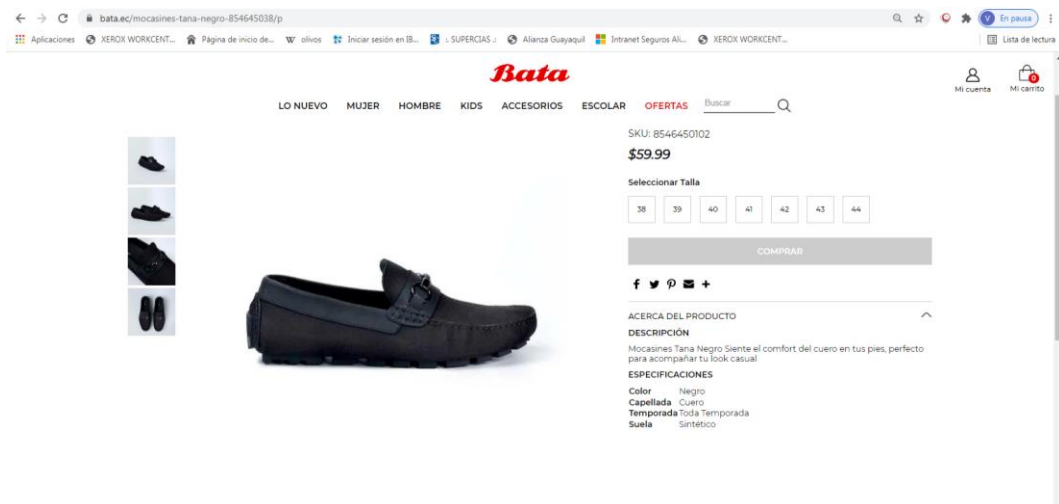 bata.ec/mocasines-tana-negro-854645038/p
V En pausa
Aplicaciones XEROX WORKCENT... Página de inicio de... W olivos Iniciar sesión en IB... :. SUPERCIAS .: Alianza Guayaquil Intranet Seguros Ali... XEROX WORKCENT... Lista de lectura
Bata
0
Mi cuenta Mi carrito
LO NUEVO MUJER HOMBRE KIDS ACCESORIOS ESCOLAR OFERTAS Buscar
SKU: 8546450102
$59.99
Seleccionar Talla
38 39 40 41 42 43 44
COMPRAR
ACERCA DEL PRODUCTO
DESCRIPCIÓN
Mocasines Tana Negro Siente el comfort del cuero en tus pies, perfecto
para acompañar tu look casual
ESPECIFICACIONES
Color Negro
Capellada Cuero
Temporada Toda Temporada
Suela Sintético